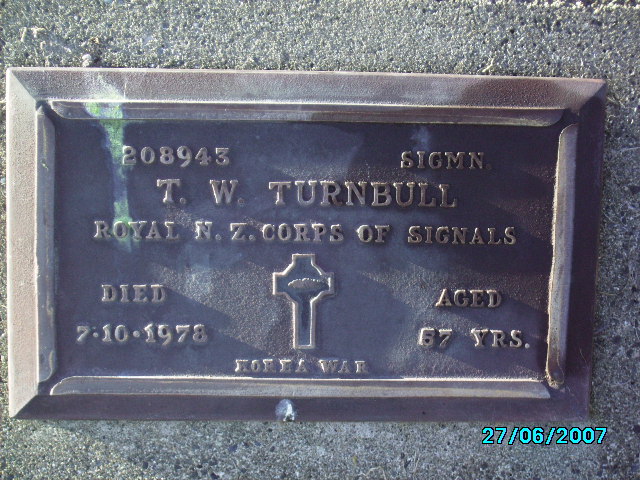 208943 SIGMN.
T. W. TURNBULL
ROYAL N. Z. CORPS OF SIGNALS
DIED AGED
7·10·1978 57 YRS.
KOREA WAR
27/06/2007